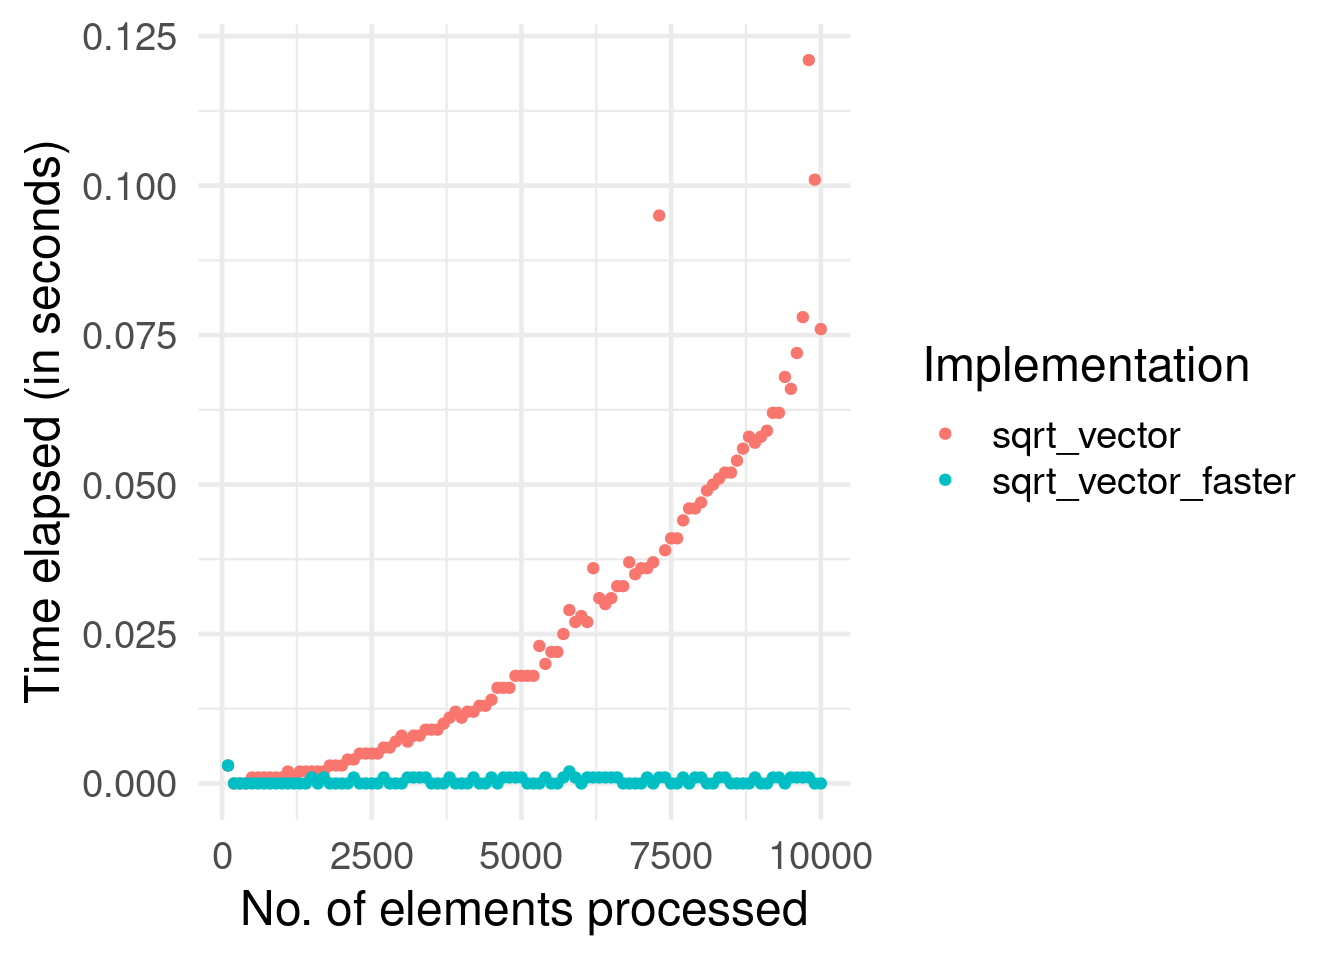 0.125
0.100
0.075
0.050
0.025
0.000
Time elapsed (in seconds)
0 2500 5000 7500 10000
No. of elements processed
Implementation
sqrt_vector
sqrt_vector_faster